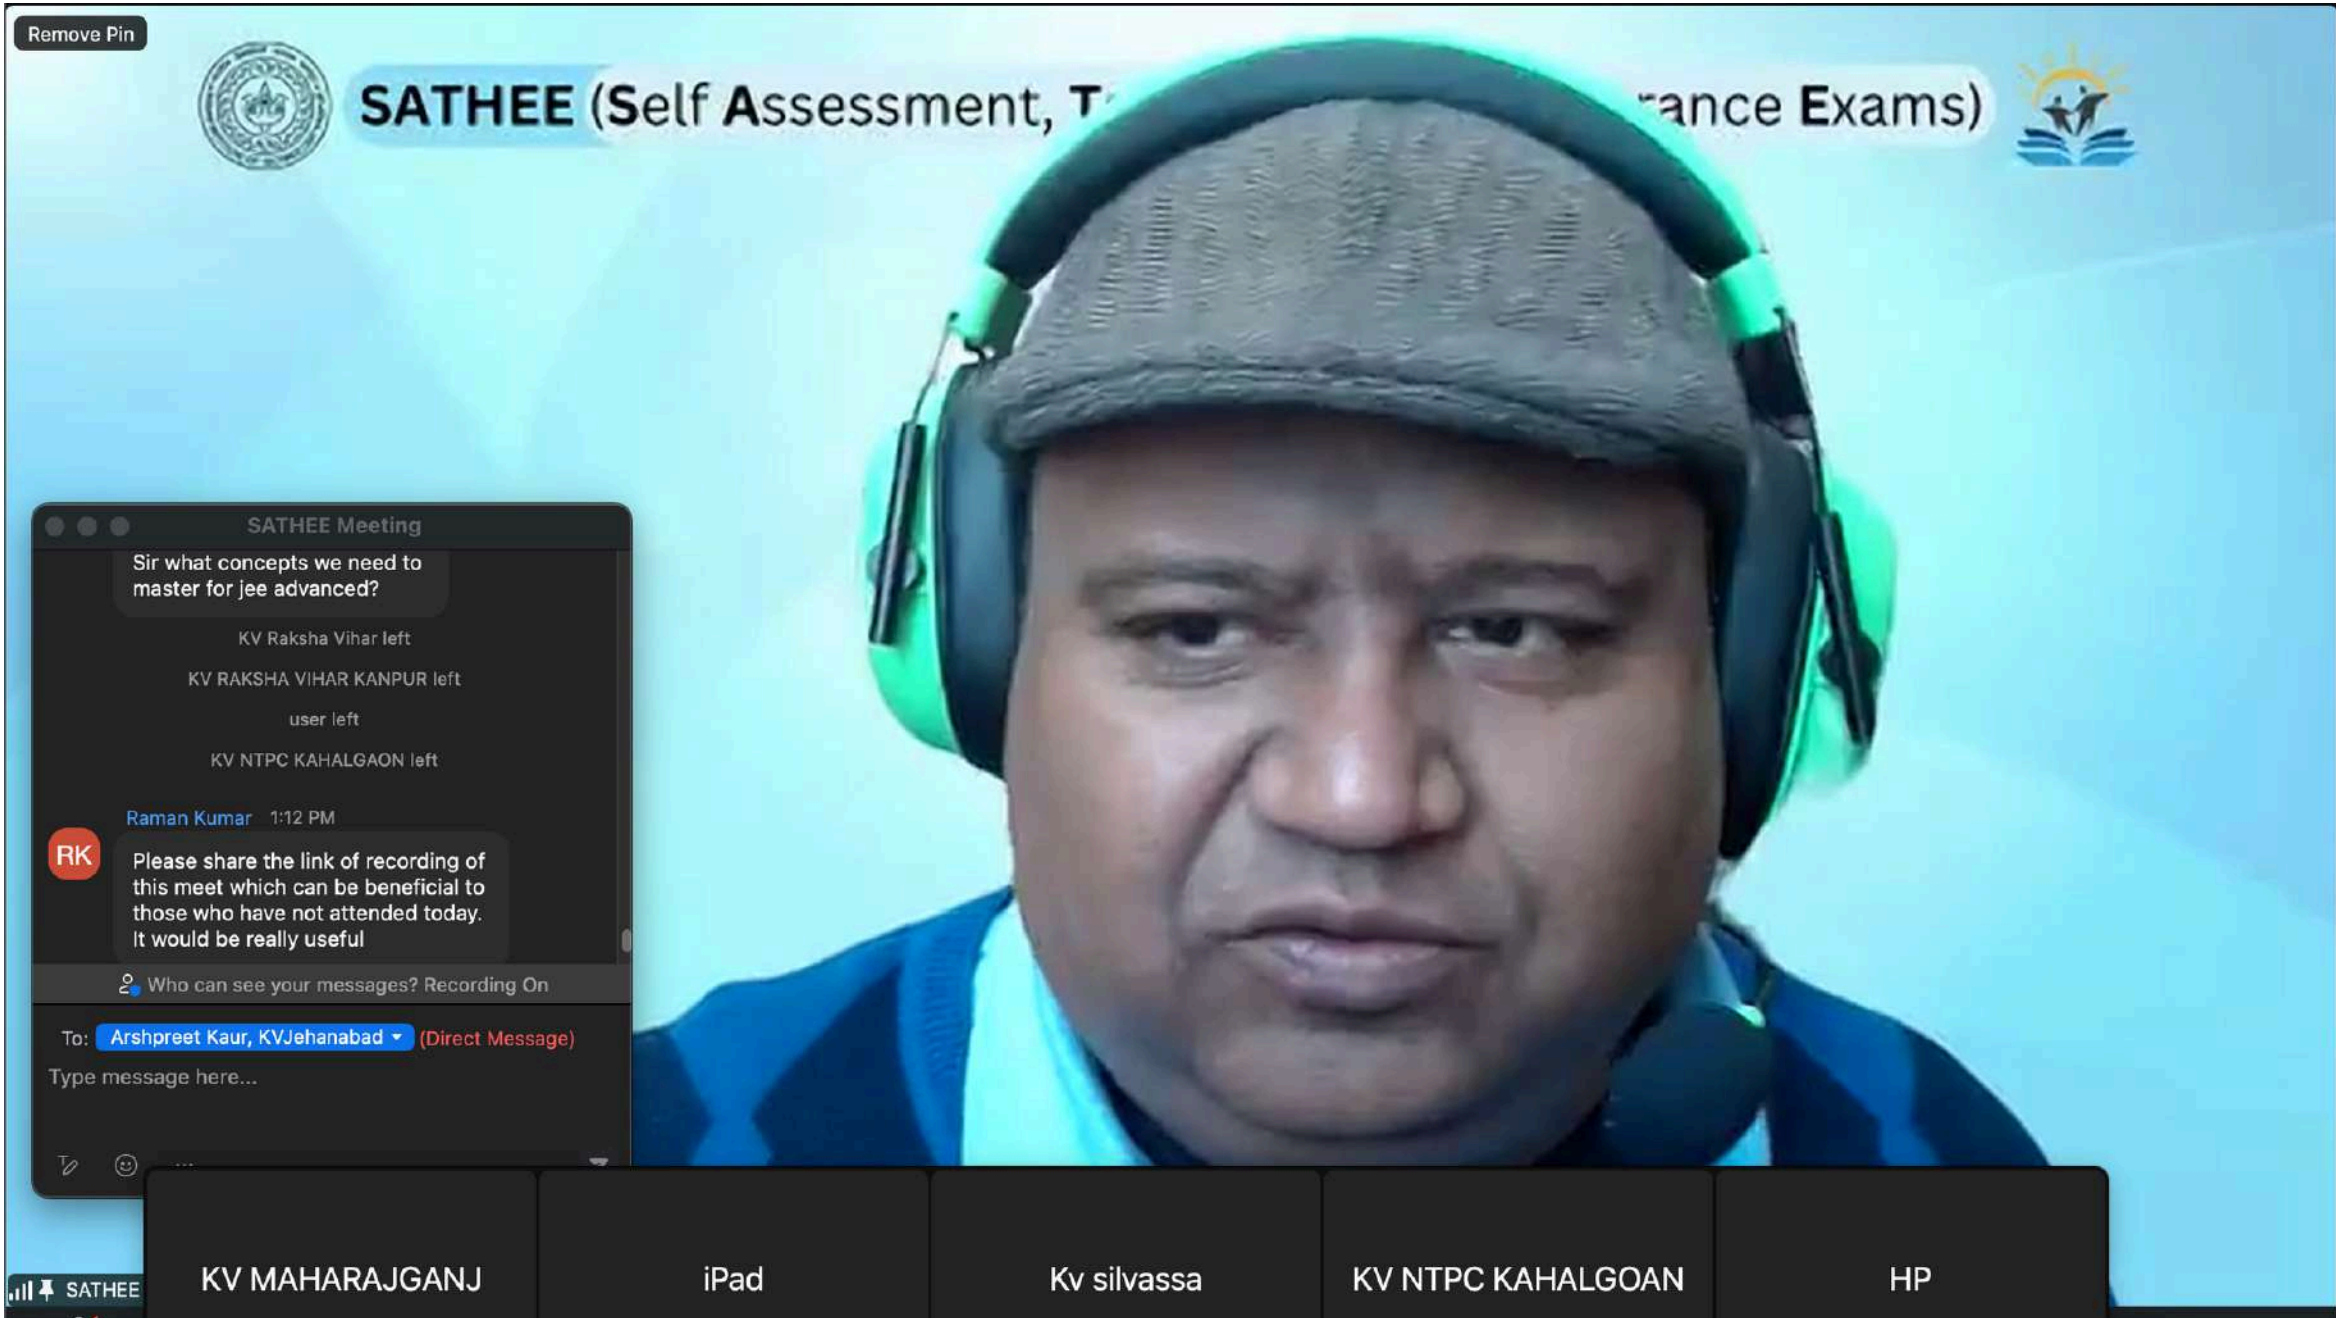 Remove Pin
SATHEE (Self Assessment, T rance Exams)
SATHEE Meeting
Sir what concepts we need to
master for jee advanced?
KV Raksha Vihar left
KV RAKSHA VIHAR KANPUR left
user left
KV NTPC KAHALGAON left
Raman Kumar 1:12 PM
RK
Please share the link of recording of
this meet which can be beneficial to
those who have not attended today.
It would be really useful
Who can see your messages? Recording On
To: Arshpreet Kaur, KVJehanabad (Direct Message)
Type message here...
SATHEE
KV MAHARAJGANJ
iPad
Kv silvassa
KV NTPC KAHALGOAN
HP